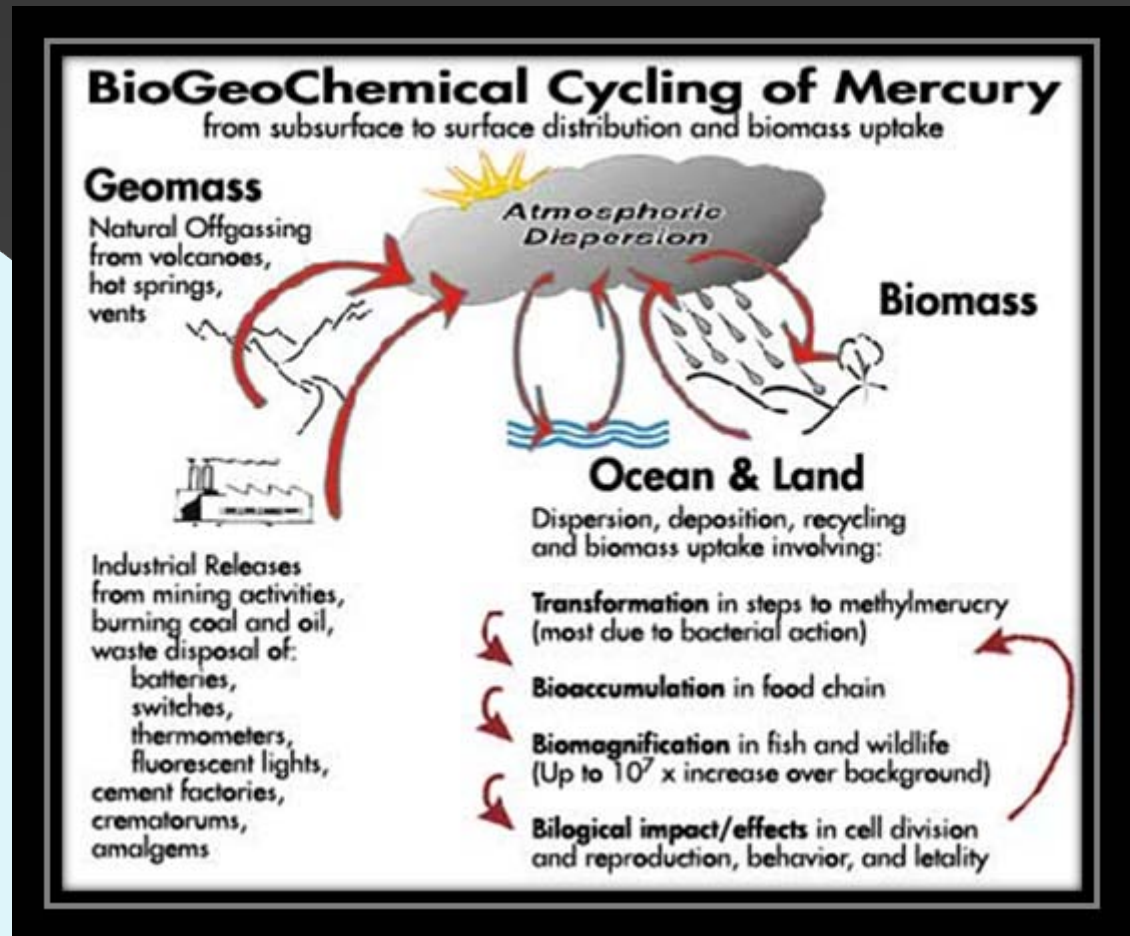 BioGeoChemical Cycling of Mercury
from subsurface to surface distribution and biomass uptake
Geomass
Natural Offgassing
from volcanoes,
hot springs,
vents
Atmosphoric
Dispersion
Biomass
Industrial Releases
from mining activities,
burning coal and oil,
waste disposal of:
batteries,
switches,
thermometers,
fluorescent lights,
cement factories,
crematorums,
amalgems
Ocean & Land
Dispersion, deposition, recycling
and biomass uptake involving:
Transformation in steps to methylmerucry
(most due to bacterial action)
Bioaccumulation in food chain
Biomagnification in fish and wildlife
(Up to 10⁷ x increase over background)
Bilogical impact/effects in cell division
and reproduction, behavior, and letality